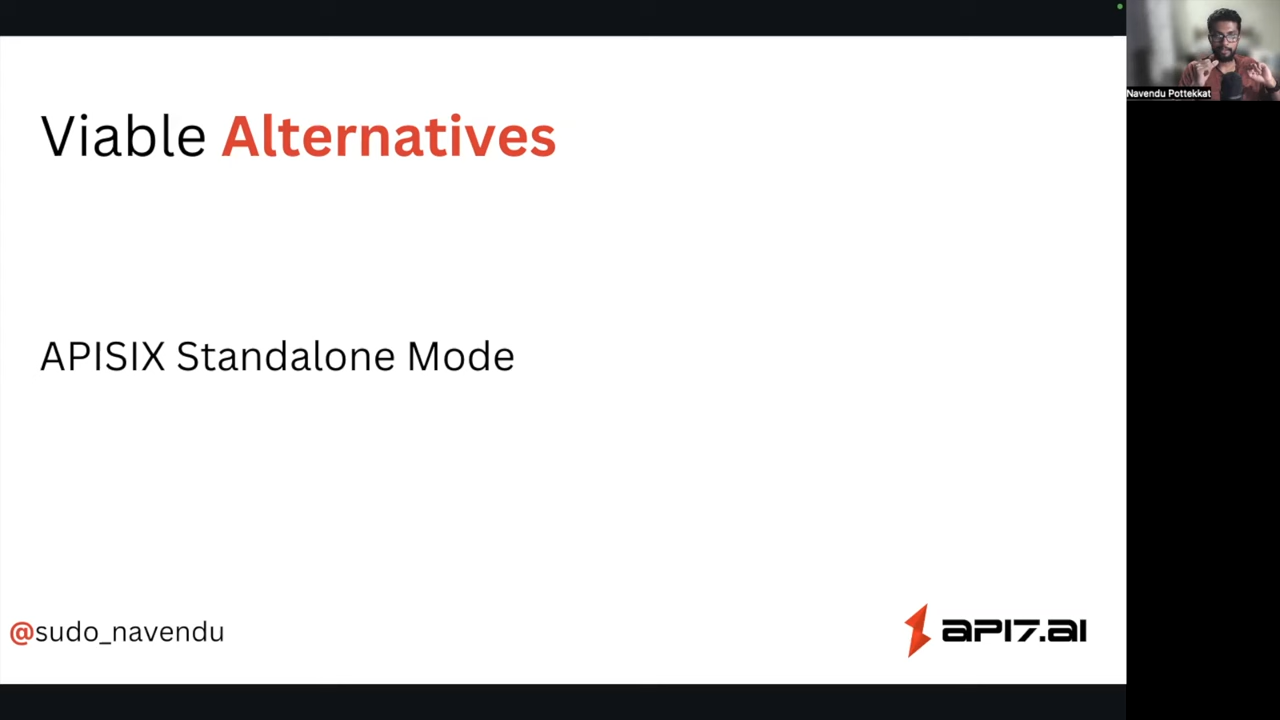 Viable Alternatives
APISIX Standalone Mode
@sudo_navendu
API7.AI
Navendu Pottekkat